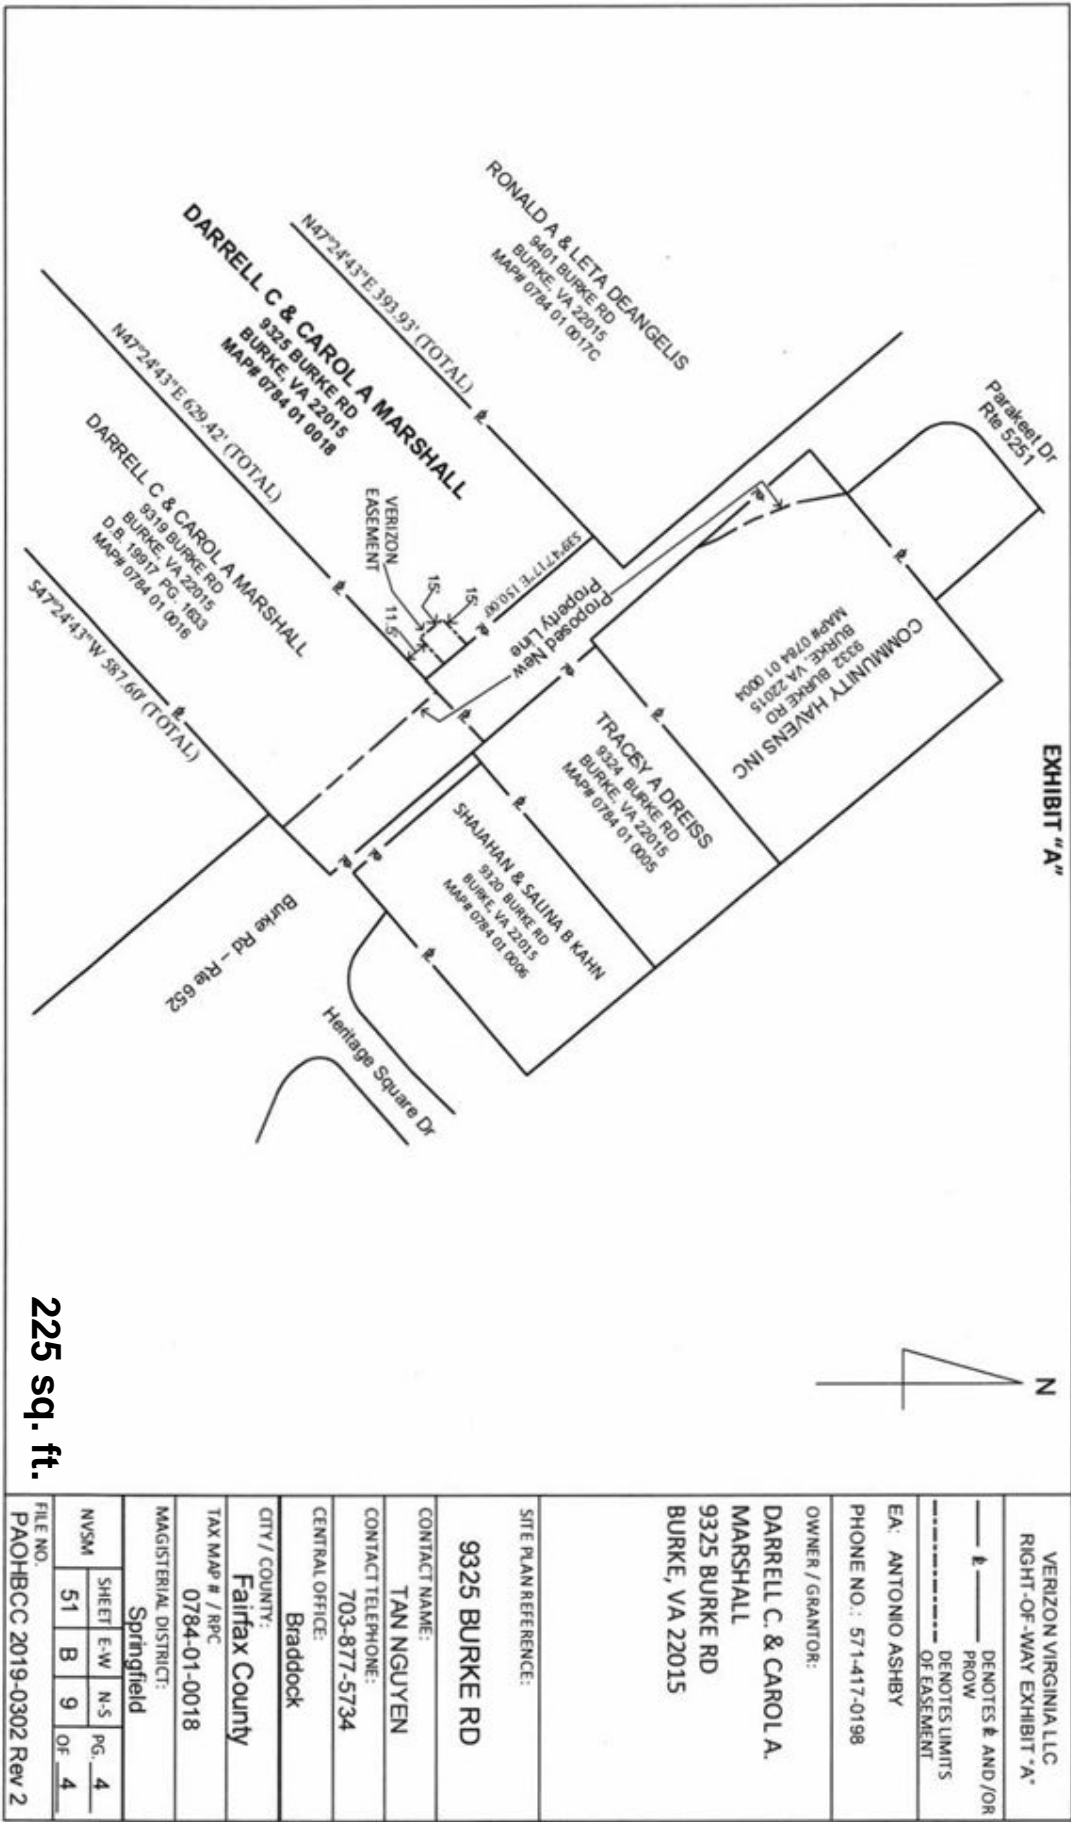 EXHIBIT "A"
N
Parakeet Dr
Rte 5251
RONALD A & LETA DEANGELIS
9401 BURKE RD
BURKE, VA 22015
MAP# 0784 01 0017C
COMMUNITY HAVENS INC
9332 BURKE RD
BURKE, VA 22015
MAP# 0784 01 0004
N47°24'43"E 393.93' (TOTAL)
DARRELL C & CAROL A MARSHALL
9325 BURKE RD
BURKE, VA 22015
MAP# 0784 01 0018
S39°47'17"E 150.00'
Proposed New
Property Line
TRACEY A DREISS
9324 BURKE RD
BURKE, VA 22015
MAP# 0784 01 0005
VERIZON
EASEMENT
15'
15'
11.5'
N47°24'43"E 629.42' (TOTAL)
DARRELL C & CAROL A MARSHALL
9319 BURKE RD
BURKE, VA 22015
D.B. 19917 PG. 1633
MAP# 0784 01 0016
SHAJAHAN & SALINA B KAHN
9320 BURKE RD
BURKE, VA 22015
MAP# 0784 01 0006
S47°24'43"W 587.60' (TOTAL)
Burke Rd - Rte 652
Heritage Square Dr
225 sq. ft.
VERIZON VIRGINIA LLC
RIGHT-OF-WAY EXHIBIT "A"
DENOTES ⅊ AND/OR
PROW
DENOTES LIMITS
OF EASEMENT
EA: ANTONIO ASHBY
PHONE NO.: 571-417-0198
OWNER / GRANTOR:
DARRELL C. & CAROL A.
MARSHALL
9325 BURKE RD
BURKE, VA 22015
SITE PLAN REFERENCE:
9325 BURKE RD
CONTACT NAME:
TAN NGUYEN
CONTACT TELEPHONE:
703-877-5734
CENTRAL OFFICE:
Braddock
CITY / COUNTY:
Fairfax County
TAX MAP # / RPC
0784-01-0018
MAGISTERIAL DISTRICT:
Springfield
NVSM SHEET E-W N-S PG. 4
51 B 9 OF 4
FILE NO.
PAOHBCC 2019-0302 Rev 2